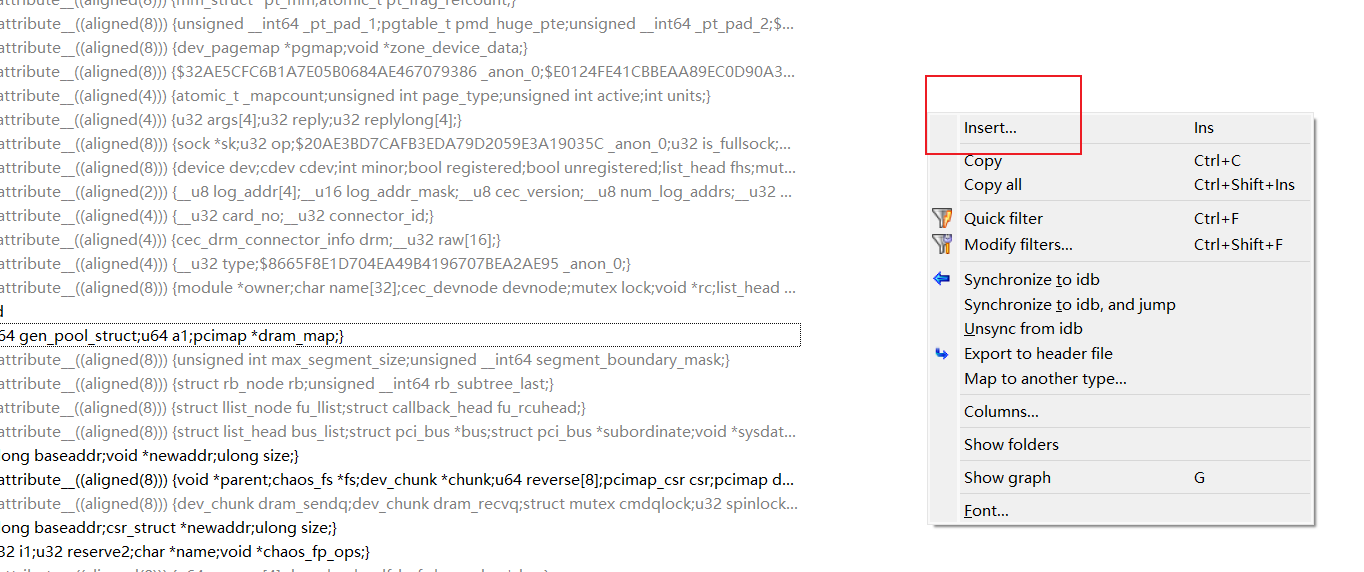 attribute__((aligned(8))) {mm_struct *pt_mm;atomic_t pt_frag_refcount;}
attribute__((aligned(8))) {unsigned __int64 _pt_pad_1;pgtable_t pmd_huge_pte;unsigned __int64 _pt_pad_2;$...
attribute__((aligned(8))) {dev_pagemap *pgmap;void *zone_device_data;}
attribute__((aligned(8))) {$32AE5CFC6B1A7E05B0684AE467079386 _anon_0;$E0124FE41CBBEAA89EC0D90A3...
attribute__((aligned(4))) {atomic_t _mapcount;unsigned int page_type;unsigned int active;int units;}
attribute__((aligned(4))) {u32 args[4];u32 reply;u32 replylong[4];}
attribute__((aligned(8))) {sock *sk;u32 op;$20AE3BD7CAFB3EDA79D2059E3A19035C _anon_0;u32 is_fullsock;...
attribute__((aligned(8))) {device dev;cdev cdev;int minor;bool registered;bool unregistered;list_head fhs;mut...
attribute__((aligned(2))) {__u8 log_addr[4];__u16 log_addr_mask;__u8 cec_version;__u8 num_log_addrs;__u32 ...
attribute__((aligned(4))) {__u32 card_no;__u32 connector_id;}
attribute__((aligned(4))) {cec_drm_connector_info drm;__u32 raw[16];}
attribute__((aligned(4))) {__u32 type;$8665F8E1D704EA49B4196707BEA2AE95 _anon_0;}
attribute__((aligned(8))) {module *owner;char name[32];cec_devnode devnode;mutex lock;void *rc;list_head ...
d
64 gen_pool_struct;u64 a1;pcimap *dram_map;}
attribute__((aligned(8))) {unsigned int max_segment_size;unsigned __int64 segment_boundary_mask;}
attribute__((aligned(8))) {struct rb_node rb;unsigned __int64 rb_subtree_last;}
attribute__((aligned(8))) {struct llist_node fu_llist;struct callback_head fu_rcuhead;}
attribute__((aligned(8))) {struct list_head bus_list;struct pci_bus *bus;struct pci_bus *subordinate;void *sysdat...
long baseaddr;void *newaddr;ulong size;}
attribute__((aligned(8))) {void *parent;chaos_fs *fs;dev_chunk *chunk;u64 reverse[8];pcimap_csr csr;pcimap d...
attribute__((aligned(8))) {dev_chunk dram_sendq;dev_chunk dram_recvq;struct mutex cmdqlock;u32 spinlock...
long baseaddr;csr_struct *newaddr;ulong size;}
32 i1;u32 reserve2;char *name;void *chaos_fp_ops;}
Insert... Ins
Copy Ctrl+C
Copy all Ctrl+Shift+Ins
Quick filter Ctrl+F
Modify filters... Ctrl+Shift+F
Synchronize to idb
Synchronize to idb, and jump
Unsync from idb
Export to header file
Map to another type...
Columns...
Show folders
Show graph G
Font...